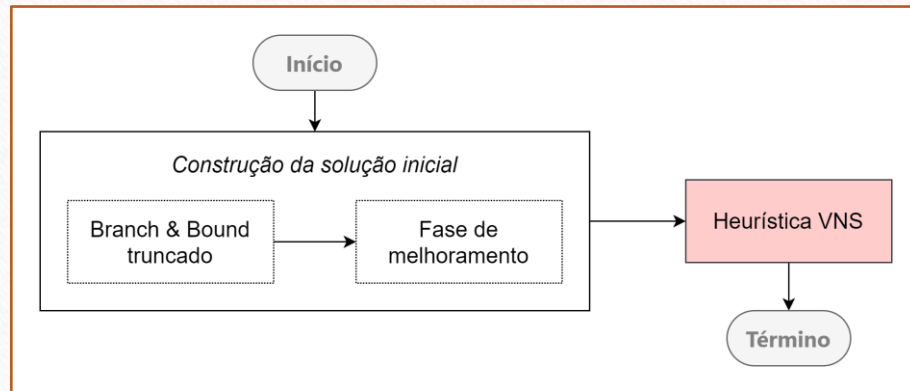 Início
Construção da solução inicial
Branch & Bound
truncado
Fase de
melhoramento
Heurística VNS
Término